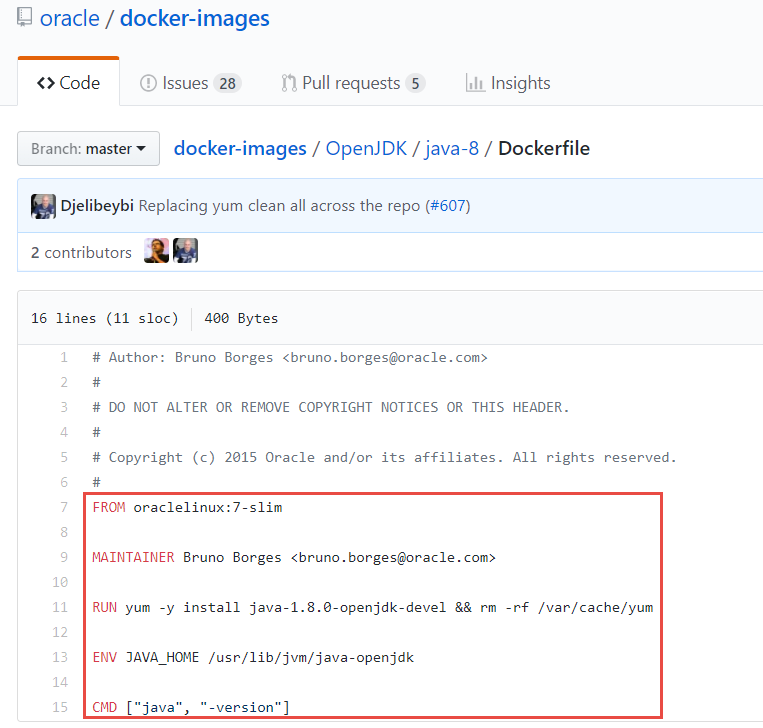 oracle / docker-images
Code Issues 28 Pull requests 5 Insights
Branch: master docker-images / OpenJDK / java-8 / Dockerfile
Djelibeybi Replacing yum clean all across the repo (#607)
2 contributors
16 lines (11 sloc) 400 Bytes
1 # Author: Bruno Borges <bruno.borges@oracle.com>
2 #
3 # DO NOT ALTER OR REMOVE COPYRIGHT NOTICES OR THIS HEADER.
4 #
5 # Copyright (c) 2015 Oracle and/or its affiliates. All rights reserved.
6 #
7 FROM oraclelinux:7-slim
8
9 MAINTAINER Bruno Borges <bruno.borges@oracle.com>
10
11 RUN yum -y install java-1.8.0-openjdk-devel && rm -rf /var/cache/yum
12
13 ENV JAVA_HOME /usr/lib/jvm/java-openjdk
14
15 CMD ["java", "-version"]